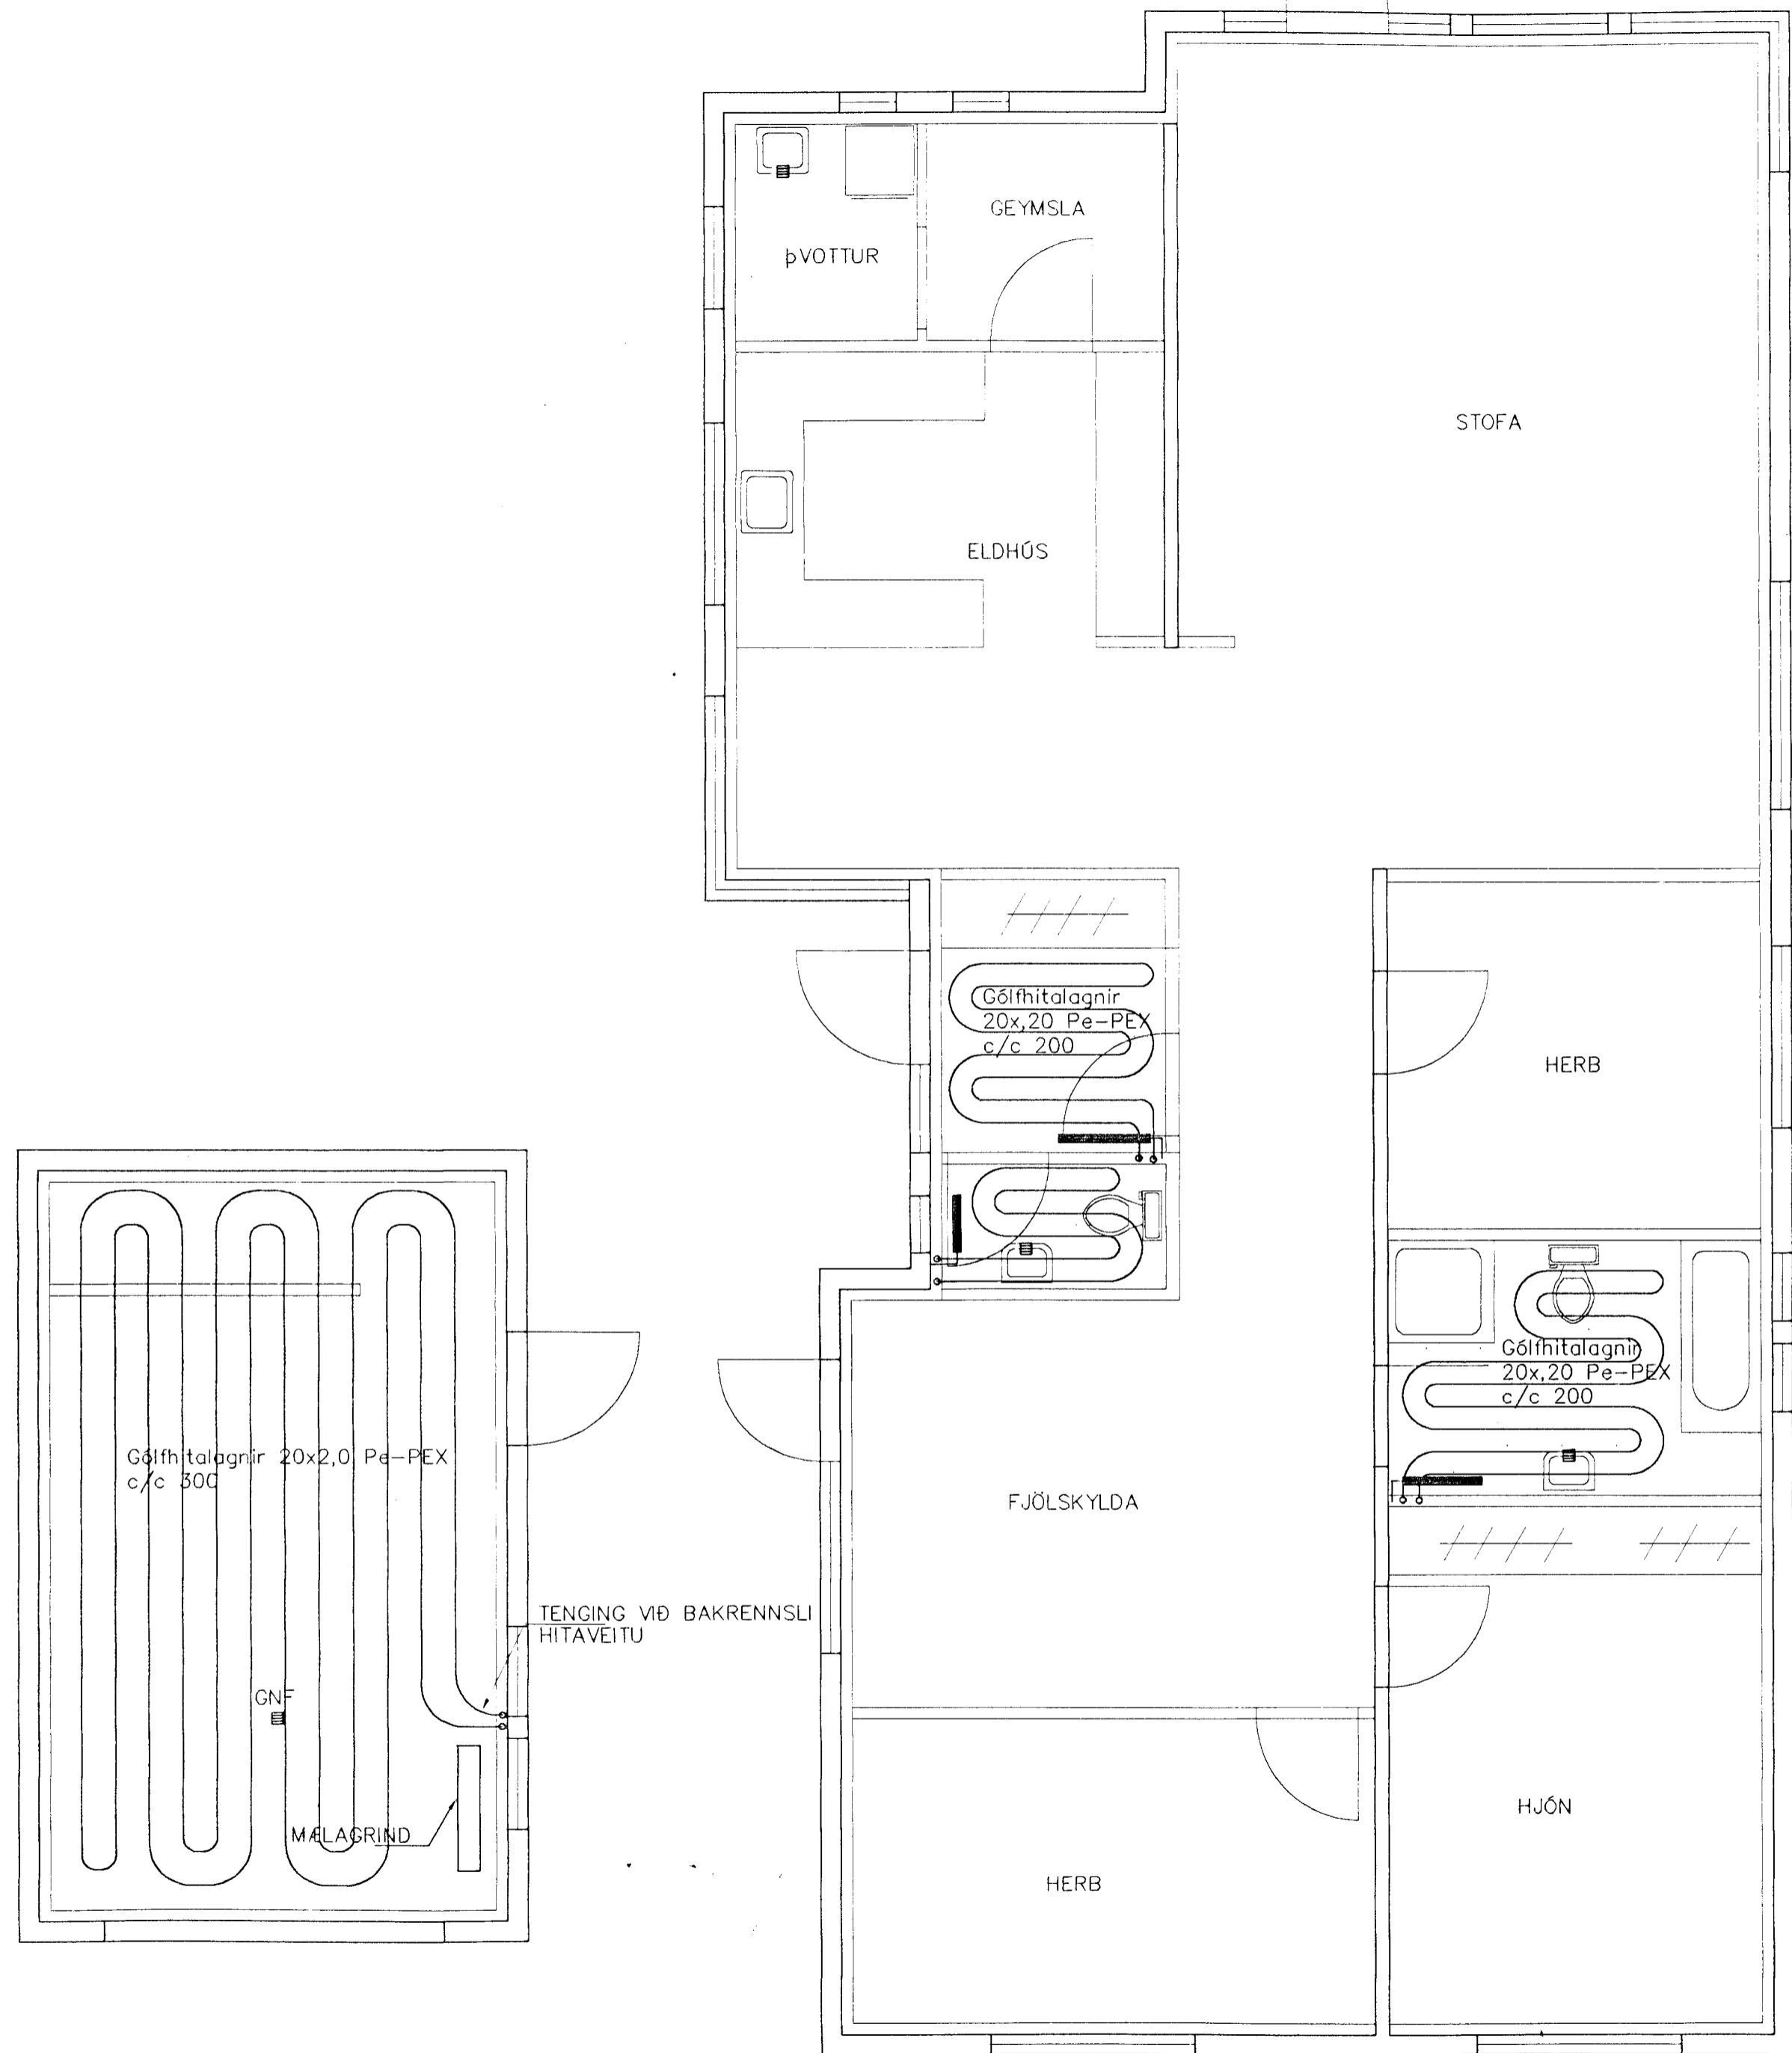 GEYMSLA
ÞVOTTUR
STOFA
ELDHÚS
Gólfhitalagnir
20x,20 Pe-PEX
c/c 200
HERB
Gólfhitalagnir
20x,20 Pe-PEX
c/c 200
Gólfhitalagnir 20x2,0 Pe-PEX
c/c 300
FJÖLSKYLDA
TENGING VIÐ BAKRENNSLI
HITAVEITU
GNF
MÆLAGRIND
HJÓN
HERB